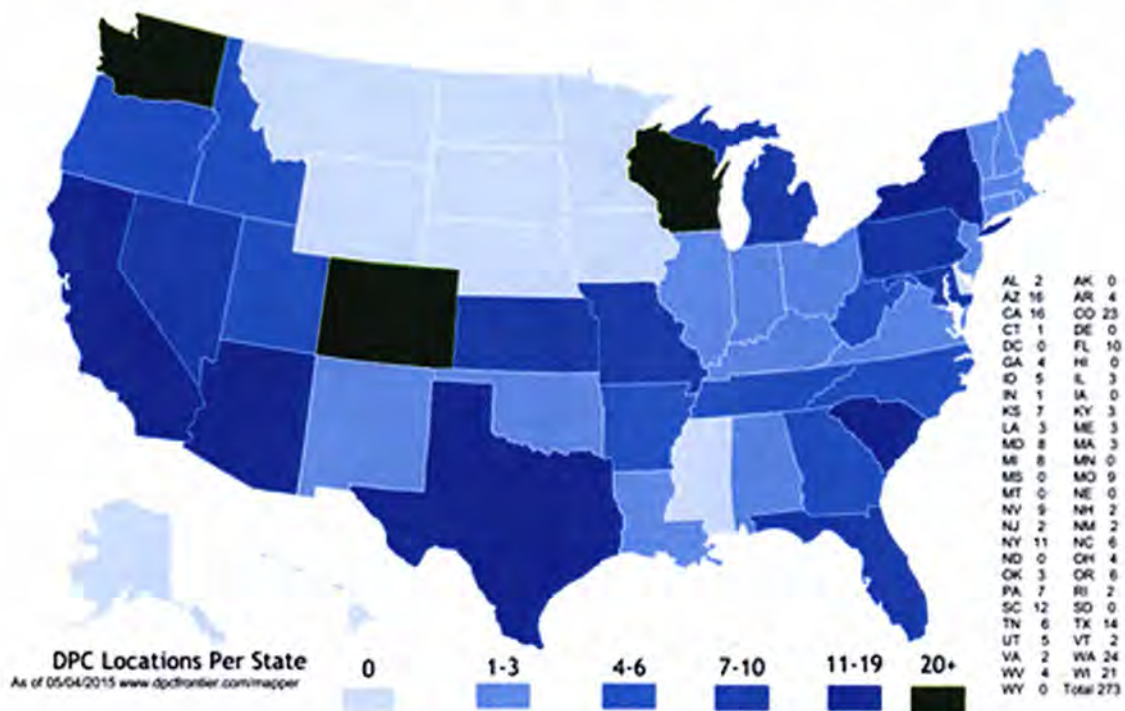 AL 2 AK 0
AZ 16 AR 4
CA 16 CO 23
CT 1 DE 0
DC 0 FL 10
GA 4 HI 0
ID 5 IL 3
IN 1 IA 0
KS 7 KY 3
LA 3 ME 3
MD 8 MA 3
MI 8 MN 0
MS 0 MO 9
MT 0 NE 0
NV 9 NH 2
NJ 2 NM 2
NY 11 NC 6
ND 0 OH 4
OK 3 OR 6
PA 7 RI 2
SC 12 SD 0
TN 6 TX 14
UT 5 VT 2
VA 2 WA 24
WV 4 WI 21
WY 0 Total 273
DPC Locations Per State
As of 05/04/2015 www.dpcfrontier.com/mapper
0 1-3 4-6 7-10 11-19 20+